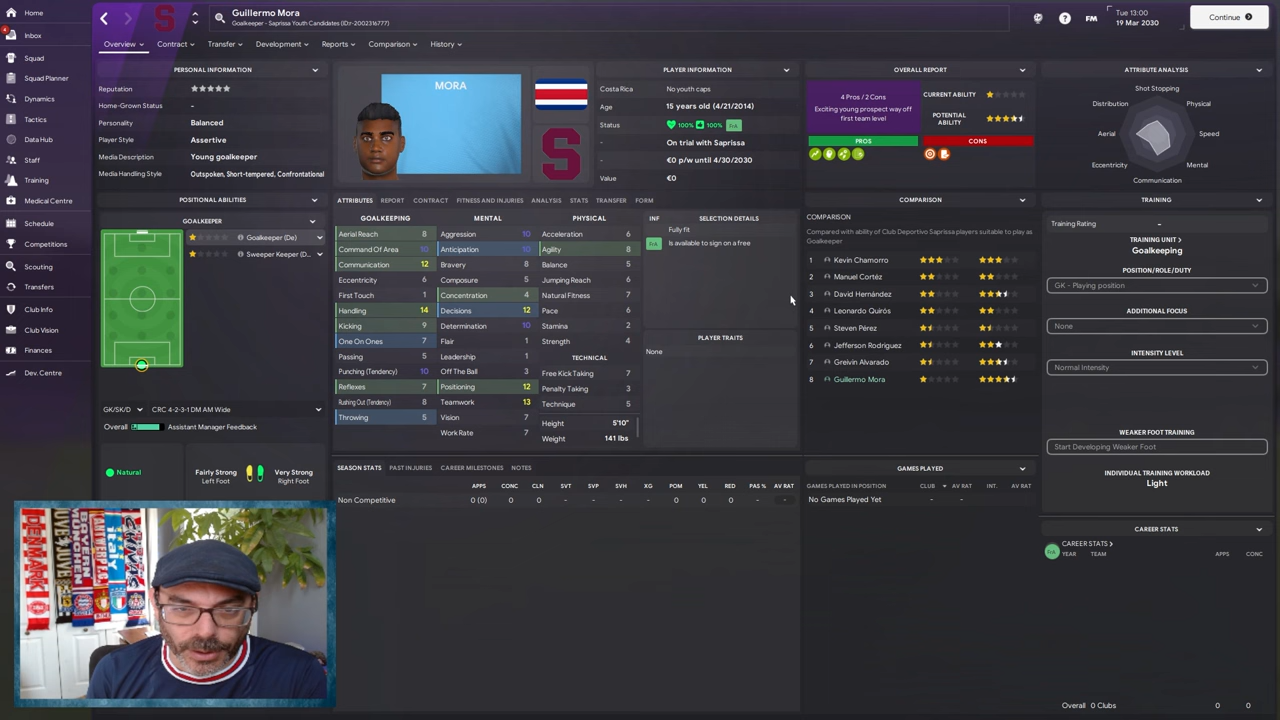 Home
4
Inbox
Squad
Squad Planner
Dynamics
Tactics
Data Hub
Staff
Training
Medical Centre
Schedule
Competitions
Scouting
Transfers
Club Info
Club Vision
Finances
Dev. Centre
Guillermo Mora
Goalkeeper - Saprissa Youth Candidates (ID:r-2002316777)
FM
Tue 13:00
19 Mar 2030
Continue
Overview
Contract
Transfer
Development
Reports
Comparison
History
PERSONAL INFORMATION
Reputation
Home-Grown Status -
Personality Balanced
Player Style Assertive
Media Description Young goalkeeper
Media Handling Style Outspoken, Short-tempered, Confrontational
POSITIONAL ABILITIES
GOALKEEPER
Goalkeeper (De)
Sweeper Keeper (D...
GK/SK/D CRC 4-2-3-1 DM AM Wide
Overall Assistant Manager Feedback
Natural
Fairly Strong
Left Foot
Very Strong
Right Foot
MORA
PLAYER INFORMATION
Costa Rica No youth caps
Age 15 years old (4/21/2014)
Status 100% 100% FrA
- On trial with Saprissa
- €0 p/w until 4/30/2030
Value €0
OVERALL REPORT
4 Pros / 2 Cons
Exciting young prospect way off
first team level
CURRENT ABILITY
POTENTIAL
ABILITY
PROS
CONS
ATTRIBUTE ANALYSIS
Shot Stopping
Distribution Physical
Aerial Speed
Eccentricity Mental
Communication
ATTRIBUTES REPORT CONTRACT FITNESS AND INJURIES ANALYSIS STATS TRANSFER FORM
GOALKEEPING
Aerial Reach 8
Command Of Area 10
Communication 12
Eccentricity 6
First Touch 1
Handling 14
Kicking 9
One On Ones 7
Passing 5
Punching (Tendency) 10
Reflexes 7
Rushing Out (Tendency) 8
Throwing 5
MENTAL
Aggression 10
Anticipation 10
Bravery 8
Composure 5
Concentration 4
Decisions 12
Determination 10
Flair 1
Leadership 1
Off The Ball 3
Positioning 12
Teamwork 13
Vision 7
Work Rate 7
PHYSICAL
Acceleration 6
Agility 8
Balance 5
Jumping Reach 6
Natural Fitness 7
Pace 6
Stamina 2
Strength 4
TECHNICAL
Free Kick Taking 7
Penalty Taking 3
Technique 5
Height 5'10"
Weight 141 lbs
INF SELECTION DETAILS
Fully fit
FrA Is available to sign on a free
PLAYER TRAITS
None
COMPARISON
COMPARISON
Compared with ability of Club Deportivo Saprissa players suitable to play as
Goalkeeper
1 Kevin Chamorro
2 Manuel Cortéz
3 David Hernández
4 Leonardo Quirós
5 Steven Pérez
6 Jefferson Rodríguez
7 Greivin Alvarado
8 Guillermo Mora
TRAINING
Training Rating -
TRAINING UNIT
Goalkeeping
POSITION/ROLE/DUTY
GK - Playing position
ADDITIONAL FOCUS
None
INTENSITY LEVEL
Normal Intensity
WEAKER FOOT TRAINING
Start Developing Weaker Foot
INDIVIDUAL TRAINING WORKLOAD
Light
SEASON STATS PAST INJURIES CAREER MILESTONES NOTES
APPS CONC CLN SVT SVP SVH XG POM YEL RED PAS % AV RAT
Non Competitive 0 (0) 0 0 - - - - 0 0 0 - -
GAMES PLAYED
GAMES PLAYED IN POSITION CLUB AV RAT INT. AV RAT
No Games Played Yet - - -
CAREER STATS
FrA CAREER STATS
YEAR TEAM APPS CONC
Overall 0 Clubs 0 0
DENMARK
JUVE
BAYERN MÜNCHEN
Italy